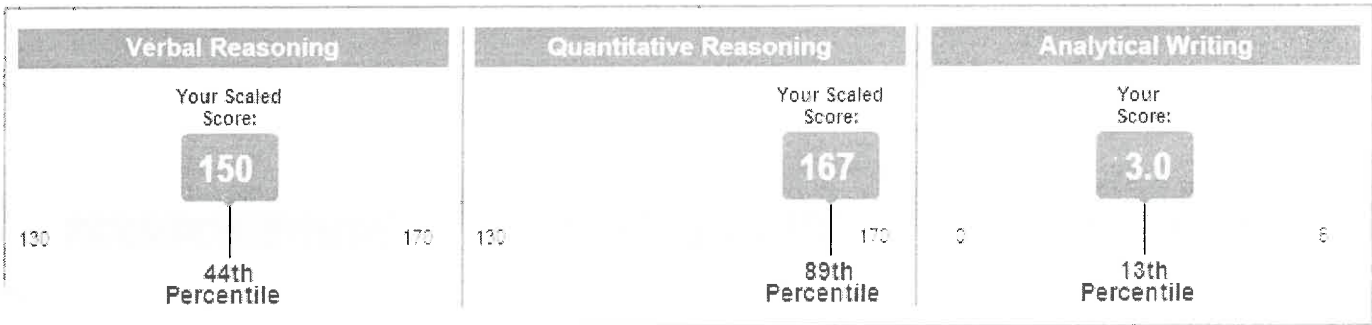 Verbal Reasoning
Your Scaled
Score:
150
130
170
44th
Percentile
Quantitative Reasoning
Your Scaled
Score:
167
130
170
89th
Percentile
Analytical Writing
Your
Score:
3.0
0
6
13th
Percentile